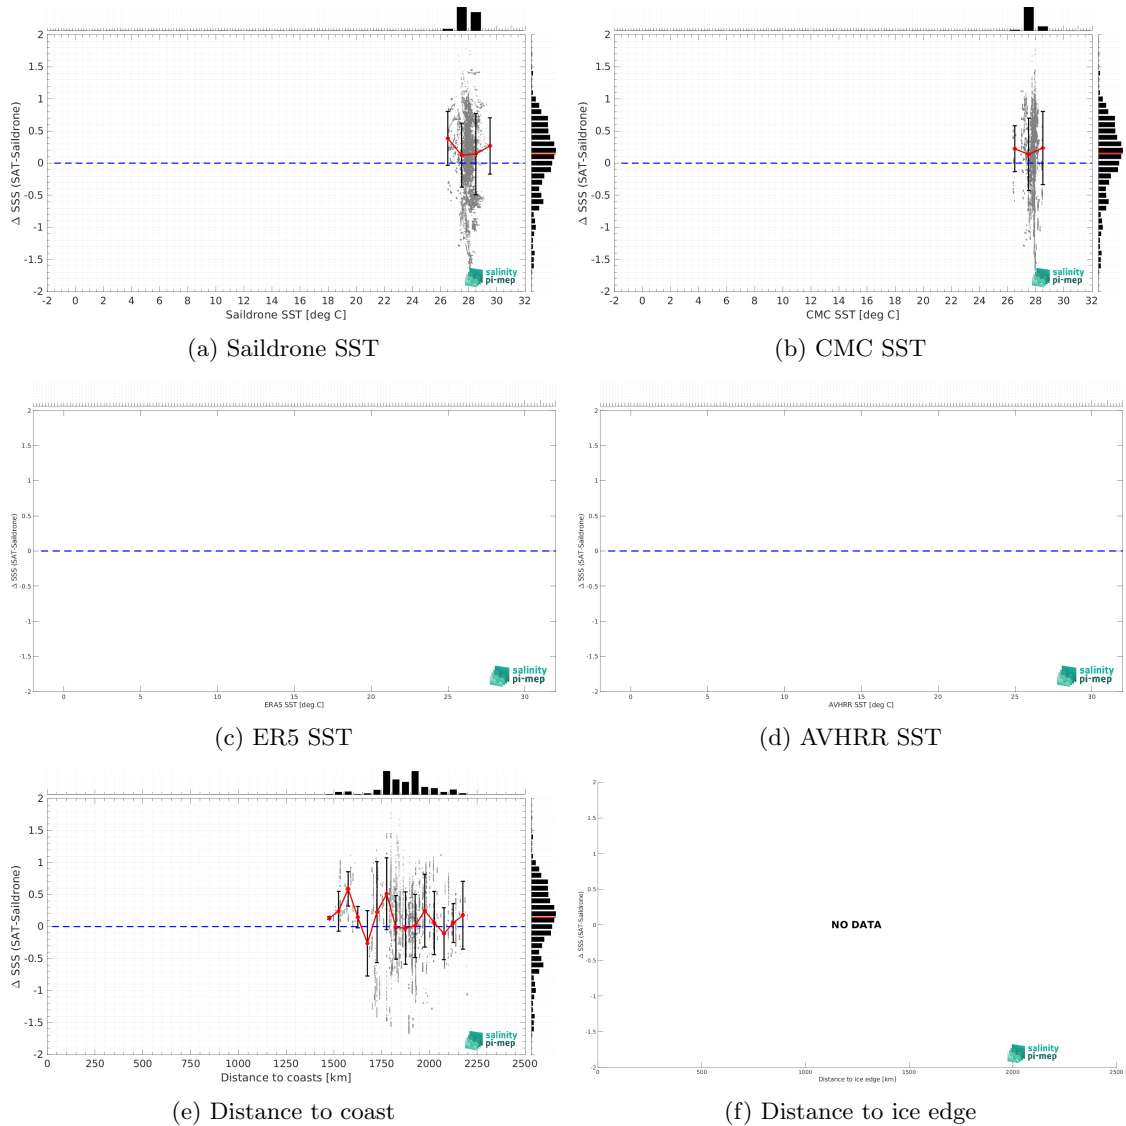 2
1.5
1
0.5
0
-0.5
-1
-1.5
-2
Δ SSS (SAT-Saildrone)
-2 0 2 4 6 8 10 12 14 16 18 20 22 24 26 28 30 32
Saildrone SST [deg C]
salinity
pi-mep
(a) Saildrone SST
2
1.5
1
0.5
0
-0.5
-1
-1.5
-2
Δ SSS (SAT-Saildrone)
-2 0 2 4 6 8 10 12 14 16 18 20 22 24 26 28 30 32
CMC SST [deg C]
salinity
pi-mep
(b) CMC SST
2
1.5
1
0.5
0
-0.5
-1
-1.5
-2
Δ SSS (SAT-Saildrone)
0 5 10 15 20 25 30
ERA5 SST [deg C]
salinity
pi-mep
(c) ER5 SST
2
1.5
1
0.5
0
-0.5
-1
-1.5
-2
Δ SSS (SAT-Saildrone)
0 5 10 15 20 25 30
AVHRR SST [deg C]
salinity
pi-mep
(d) AVHRR SST
2
1.5
1
0.5
0
-0.5
-1
-1.5
-2
Δ SSS (SAT-Saildrone)
0 250 500 750 1000 1250 1500 1750 2000 2250 2500
Distance to coasts [km]
salinity
pi-mep
(e) Distance to coast
2
1.5
1
0.5
0
-0.5
-1
-1.5
-2
Δ SSS (SAT-Saildrone)
NO DATA
0 500 1000 1500 2000 2500
Distance to ice edge [km]
salinity
pi-mep
(f) Distance to ice edge